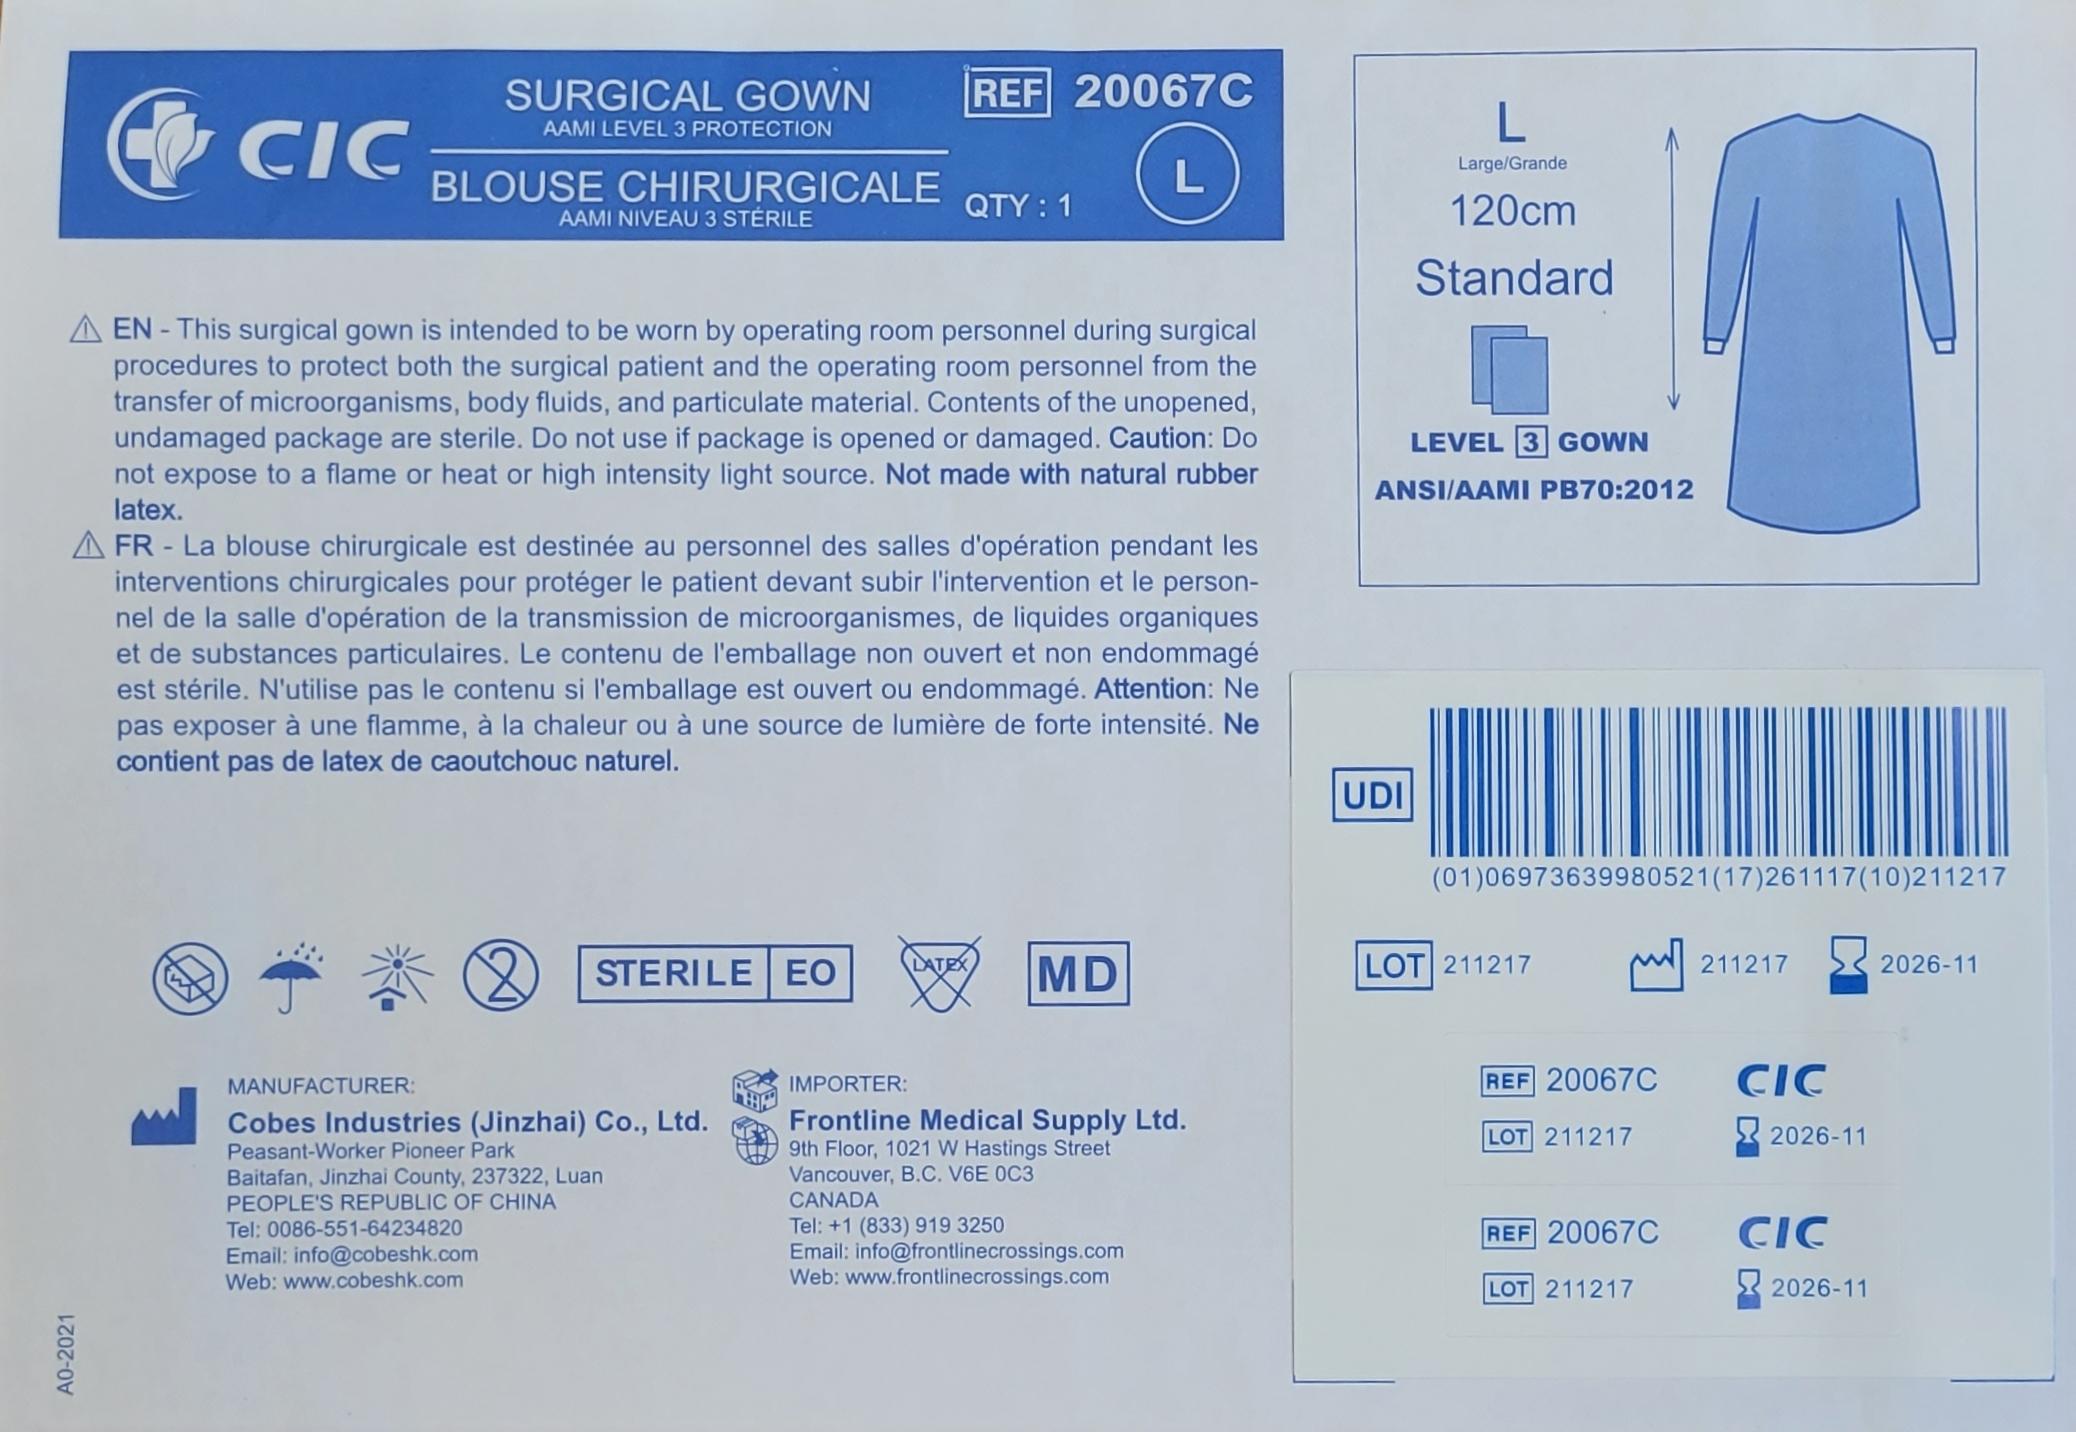 CIC
SURGICAL GOWN
AAMI LEVEL 3 PROTECTION
BLOUSE CHIRURGICALE
AAMI NIVEAU 3 STÉRILE
REF 20067C
QTY : 1
L
L
Large/Grande
120cm
Standard
LEVEL 3 GOWN
ANSI/AAMI PB70:2012
EN - This surgical gown is intended to be worn by operating room personnel during surgical
procedures to protect both the surgical patient and the operating room personnel from the
transfer of microorganisms, body fluids, and particulate material. Contents of the unopened,
undamaged package are sterile. Do not use if package is opened or damaged. Caution: Do
not expose to a flame or heat or high intensity light source. Not made with natural rubber
latex.
FR - La blouse chirurgicale est destinée au personnel des salles d'opération pendant les
interventions chirurgicales pour protéger le patient devant subir l'intervention et le person-
nel de la salle d'opération de la transmission de microorganismes, de liquides organiques
et de substances particulaires. Le contenu de l'emballage non ouvert et non endommagé
est stérile. N'utilise pas le contenu si l'emballage est ouvert ou endommagé. Attention: Ne
pas exposer à une flamme, à la chaleur ou à une source de lumière de forte intensité. Ne
contient pas de latex de caoutchouc naturel.
2
STERILE EO
LATEX
MD
MANUFACTURER:
Cobes Industries (Jinzhai) Co., Ltd.
Peasant-Worker Pioneer Park
Baitafan, Jinzhai County, 237322, Luan
PEOPLE'S REPUBLIC OF CHINA
Tel: 0086-551-64234820
Email: info@cobeshk.com
Web: www.cobeshk.com
IMPORTER:
Frontline Medical Supply Ltd.
9th Floor, 1021 W Hastings Street
Vancouver, B.C. V6E 0C3
CANADA
Tel: +1 (833) 919 3250
Email: info@frontlinecrossings.com
Web: www.frontlinecrossings.com
A0-2021
UDI
(01)06973639980521(17)261117(10)211217
LOT 211217 211217 2026-11
REF 20067C CIC
LOT 211217 2026-11
REF 20067C CIC
LOT 211217 2026-11